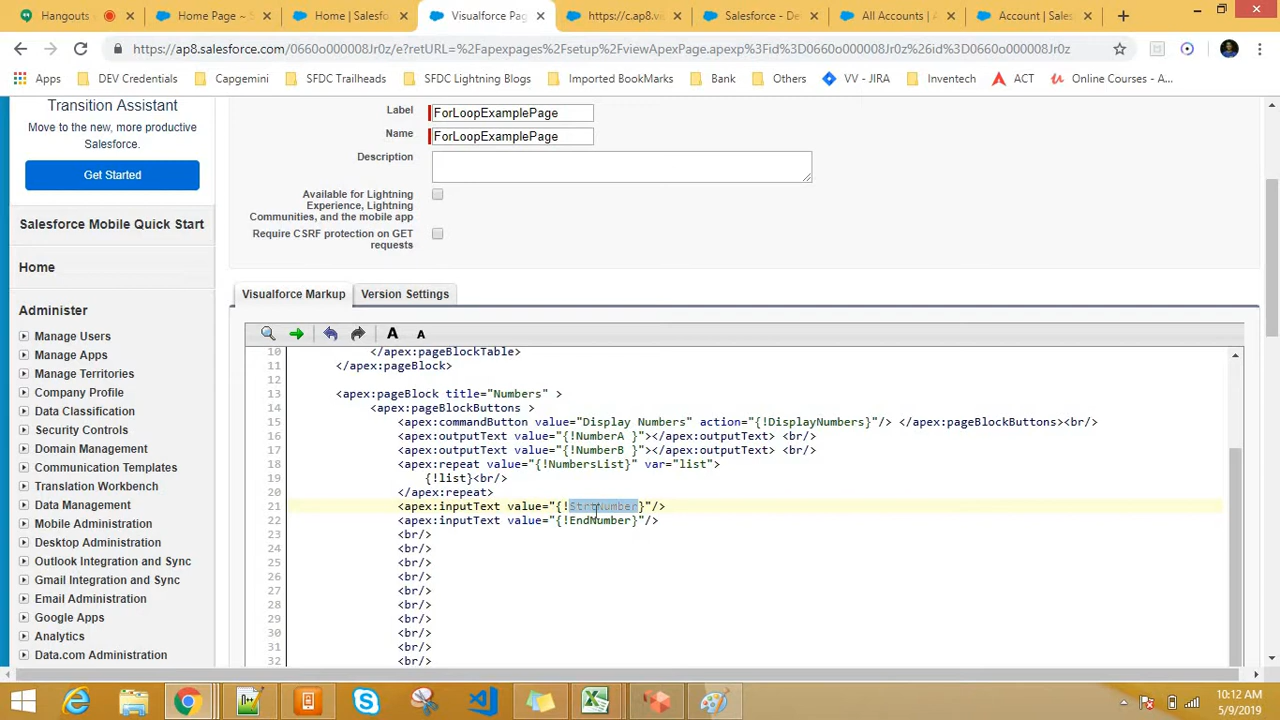 Hangouts
Home Page ~ S
Home | Salesfo
Visualforce Pag
https://c.ap8.vi
Salesforce - De
All Accounts | A
Account | Sales
https://ap8.salesforce.com/0660o000008Jr0z/e?retURL=%2Fapexpages%2Fsetup%2FviewApexPage.apexp%3Fid%3D0660o000008Jr0z%26id%3D0660o000008Jr0z
Apps
DEV Credentials
Capgemini
SFDC Trailheads
SFDC Lightning Blogs
Imported BookMarks
Bank
Others
VV - JIRA
Inventech
ACT
Online Courses - A...
Transition Assistant
Move to the new, more productive
Salesforce.
Get Started
Salesforce Mobile Quick Start
Home
Administer
Manage Users
Manage Apps
Manage Territories
Company Profile
Data Classification
Security Controls
Domain Management
Communication Templates
Translation Workbench
Data Management
Mobile Administration
Desktop Administration
Outlook Integration and Sync
Gmail Integration and Sync
Email Administration
Google Apps
Analytics
Data.com Administration
Label ForLoopExamplePage
Name ForLoopExamplePage
Description
Available for Lightning
Experience, Lightning
Communities, and the mobile app
Require CSRF protection on GET
requests
Visualforce Markup
Version Settings
A A
10 </apex:pageBlockTable>
11 </apex:pageBlock>
12
13 <apex:pageBlock title="Numbers" >
14 <apex:pageBlockButtons >
15 <apex:commandButton value="Display Numbers" action="{!DisplayNumbers}"/> </apex:pageBlockButtons><br/>
16 <apex:outputText value="{!NumberA }"></apex:outputText> <br/>
17 <apex:outputText value="{!NumberB }"></apex:outputText> <br/>
18 <apex:repeat value="{!NumbersList}" var="list">
19 {!list}<br/>
20 </apex:repeat>
21 <apex:inputText value="{!StrtNumber}"/>
22 <apex:inputText value="{!EndNumber}"/>
23 <br/>
24 <br/>
25 <br/>
26 <br/>
27 <br/>
28 <br/>
29 <br/>
30 <br/>
31 <br/>
32 <br/>
10:12 AM
5/9/2019